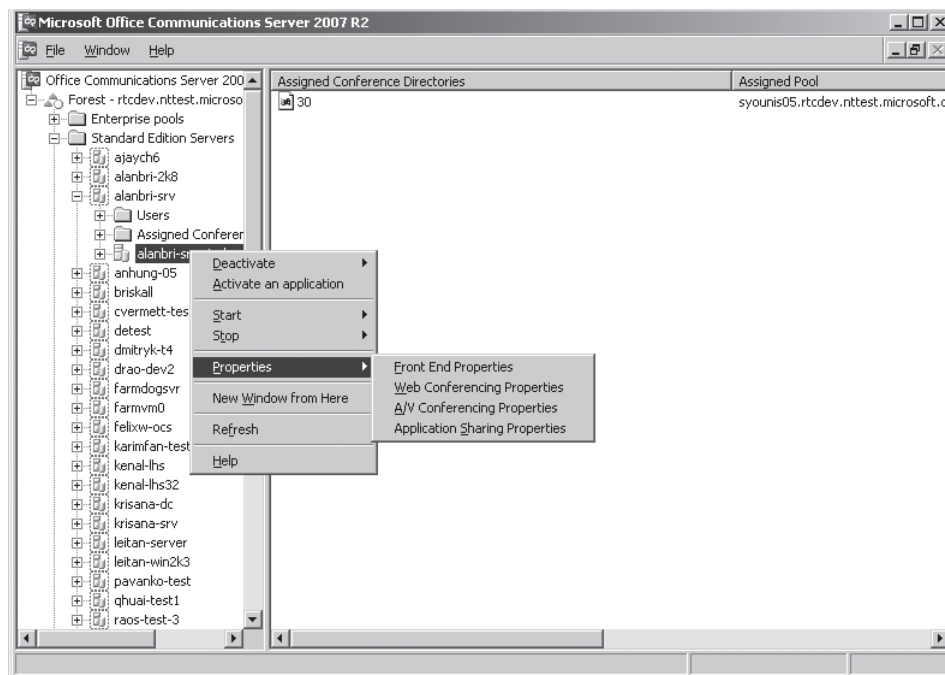 Microsoft Office Communications Server 2007 R2
File Window Help
Office Communications Server 200
Forest - rtcdev.nttest.microso
Enterprise pools
Standard Edition Servers
ajaych6
alanbri-2k8
alanbri-srv
Users
Assigned Conferer
anhung-05
briskall
cvermett-tes
detest
dmitryk-t4
drao-dev2
farmdogsvr
farmvm0
felixw-ocs
karimfan-test
kenal-lhs
kenal-lhs32
krisana-dc
krisana-srv
leitan-server
leitan-win2k3
pavanko-test
qhuai-test1
raos-test-3
Assigned Conference Directories Assigned Pool
30 syounis05.rtcdev.nttest.microsoft.c
Deactivate
Activate an application
Start
Stop
Properties
New Window from Here
Refresh
Help
Front End Properties
Web Conferencing Properties
A/V Conferencing Properties
Application Sharing Properties